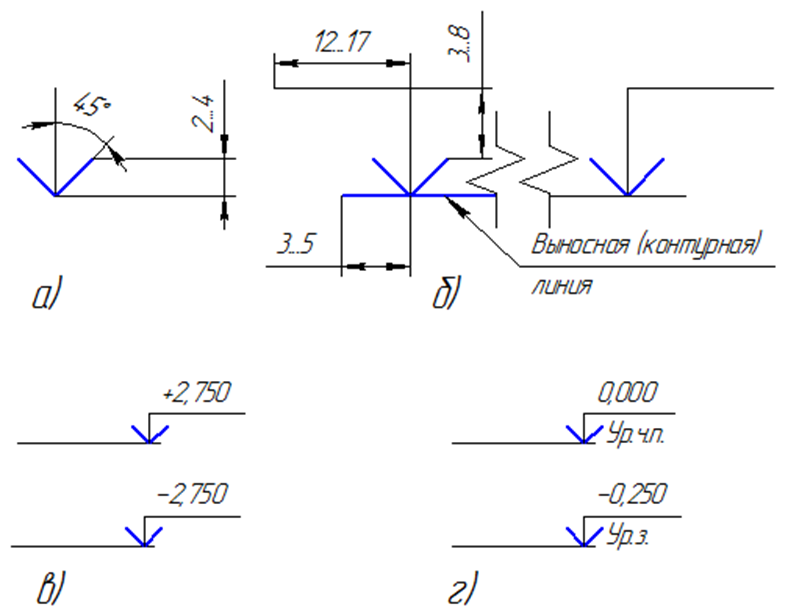 12...17
3...8
45°
2...4
3...5
Выносная (контурная)
линия
а)
б)
+2,750
0,000
Ур.ч.п.
-2,750
-0,250
Ур.з.
в)
г)